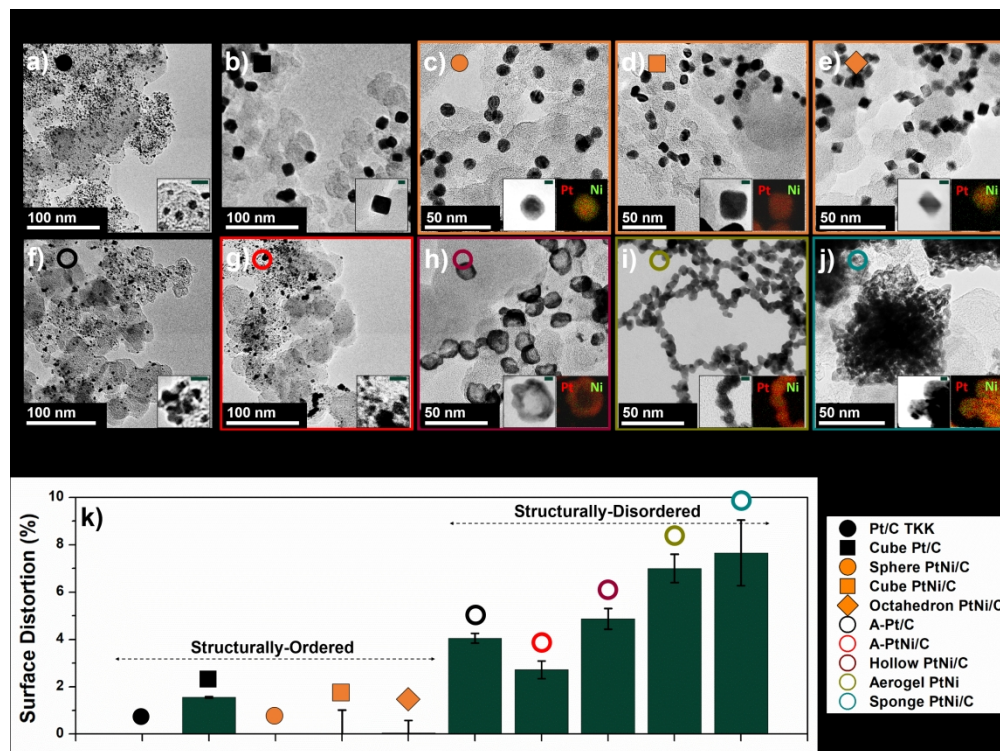 a)
b)
c)
d)
e)
100 nm
100 nm
50 nm
Pt Ni
50 nm
Pt Ni
50 nm
Pt Ni
f)
g)
h)
i)
j)
100 nm
100 nm
50 nm
Pt Ni
50 nm
Pt Ni
50 nm
Pt Ni
k)
Surface Distortion (%)
10
8
6
4
2
0
Structurally-Ordered
Structurally-Disordered
Pt/C TKK
Cube Pt/C
Sphere PtNi/C
Cube PtNi/C
Octahedron PtNi/C
A-Pt/C
A-PtNi/C
Hollow PtNi/C
Aerogel PtNi
Sponge PtNi/C